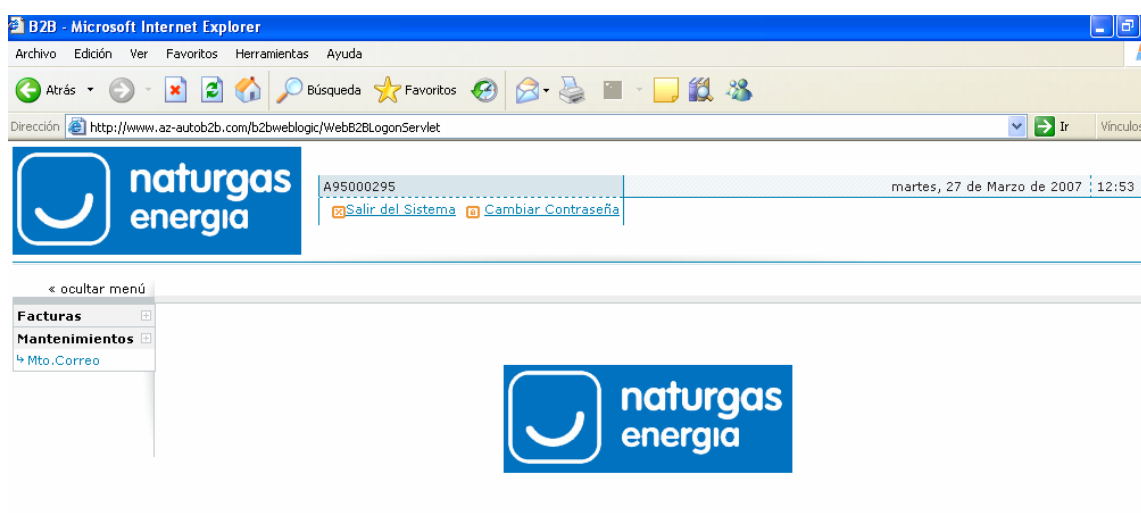 B2B - Microsoft Internet Explorer
Archivo Edición Ver Favoritos Herramientas Ayuda
Atrás Búsqueda Favoritos
Dirección http://www.az-autob2b.com/b2bweblogic/WebB2BLogonServlet Ir Vínculos
naturgas
energia
A95000295 martes, 27 de Marzo de 2007 12:53
Salir del Sistema Cambiar Contraseña
« ocultar menú
Facturas
Mantenimientos
Mto.Correo
naturgas
energia